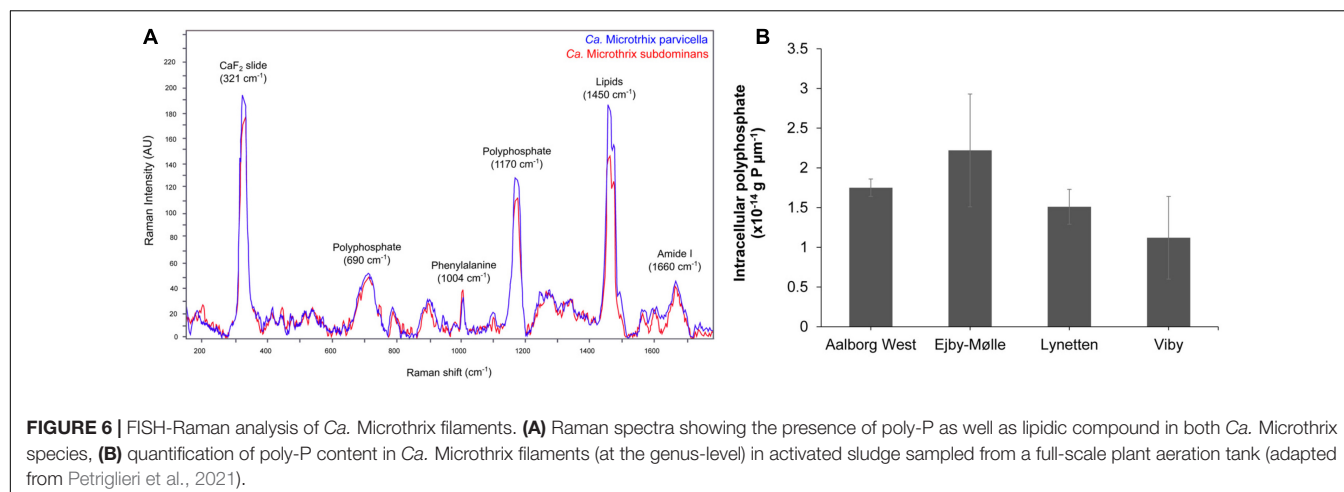 A
Ca. Microtrhix parvicella
Ca. Microthrix subdominans
CaF₂ slide
(321 cm⁻¹)
Polyphosphate
(690 cm⁻¹)
Phenylalanine
(1004 cm⁻¹)
Polyphosphate
(1170 cm⁻¹)
Lipids
(1450 cm⁻¹)
Amide I
(1660 cm⁻¹)
Raman Intensity (AU)
220
200
180
160
140
120
100
80
60
40
20
0
200 400 600 800 1000 1200 1400 1600
Raman shift (cm⁻¹)
B
Intracellular polyphosphate
(x10⁻¹⁴ g P µm⁻¹)
3.5
3
2.5
2
1.5
1
0.5
0
Aalborg West Ejby-Mølle Lynetten Viby
FIGURE 6 | FISH-Raman analysis of Ca. Microthrix filaments. (A) Raman spectra showing the presence of poly-P as well as lipidic compound in both Ca. Microthrix
species, (B) quantification of poly-P content in Ca. Microthrix filaments (at the genus-level) in activated sludge sampled from a full-scale plant aeration tank (adapted
from Petriglieri et al., 2021).